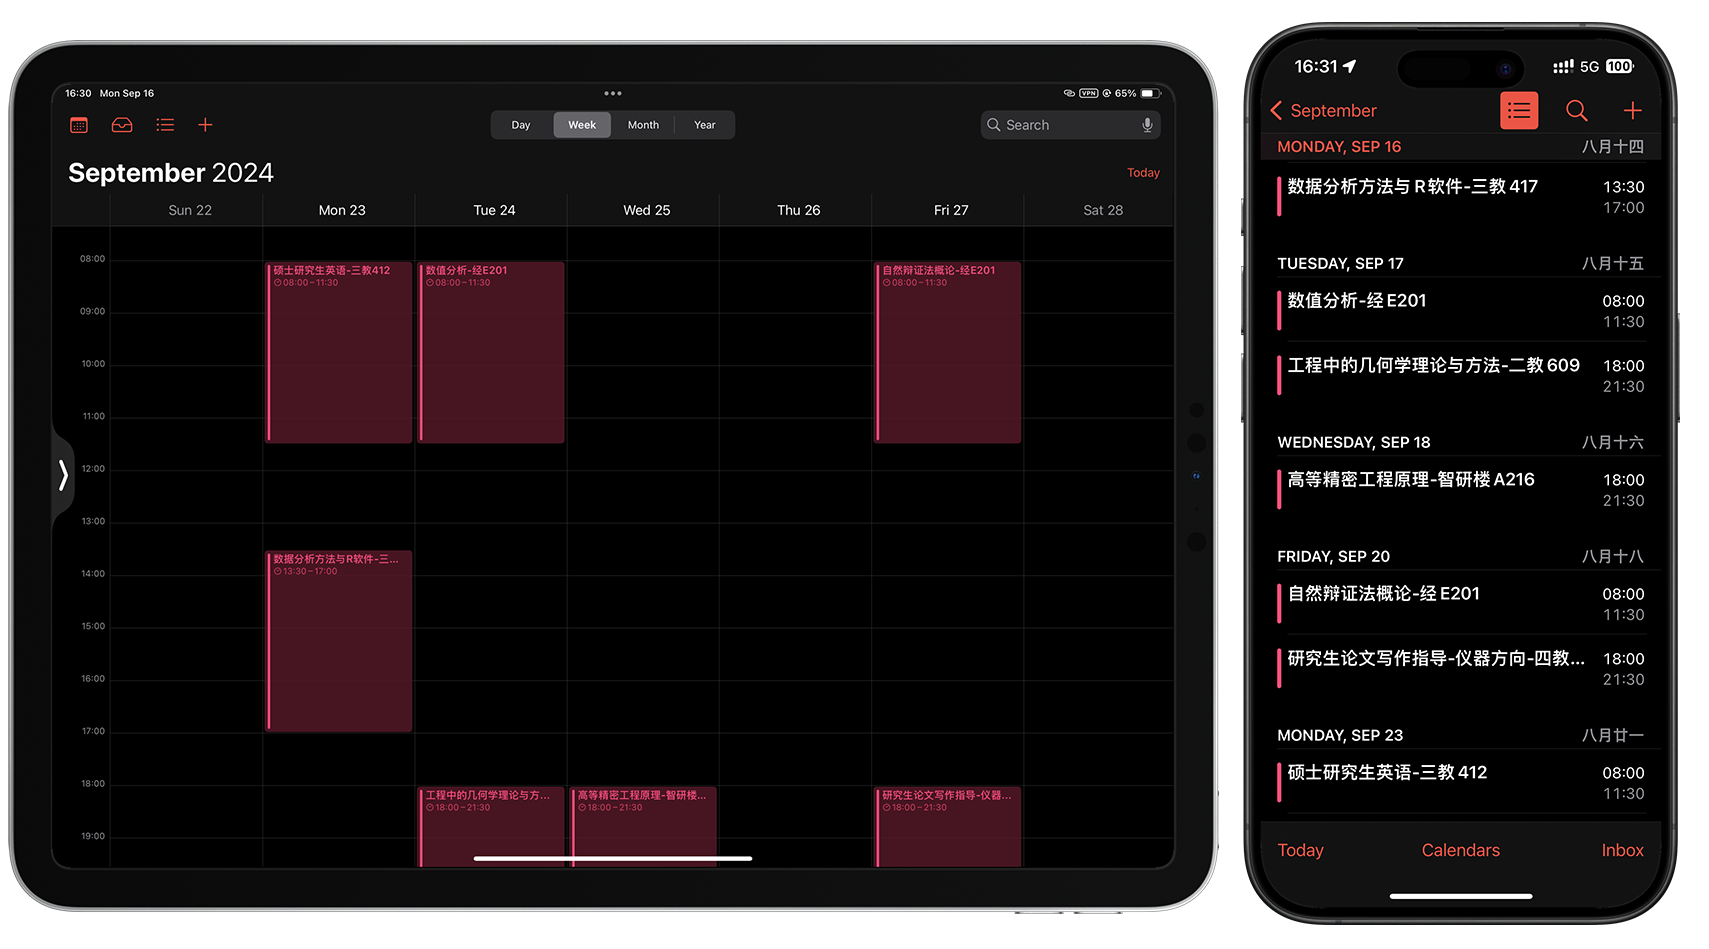 16:30 Mon Sep 16
VPN 65%
Day Week Month Year
Search
September 2024
Today
Sun 22 Mon 23 Tue 24 Wed 25 Thu 26 Fri 27 Sat 28
08:00
硕士研究生英语-三教412
08:00 – 11:30
数值分析-经E201
08:00 – 11:30
自然辩证法概论-经E201
08:00 – 11:30
09:00
10:00
11:00
12:00
13:00
数据分析方法与R软件-三...
13:30 – 17:00
14:00
15:00
16:00
17:00
18:00
工程中的几何学理论与方...
18:00 – 21:30
高等精密工程原理-智研楼...
18:00 – 21:30
研究生论文写作指导-仪器...
18:00 – 21:30
19:00
16:31 5G 100
September
MONDAY, SEP 16 八月十四
数据分析方法与 R 软件-三教 417 13:30
17:00
TUESDAY, SEP 17 八月十五
数值分析-经 E201 08:00
11:30
工程中的几何学理论与方法-二教 609 18:00
21:30
WEDNESDAY, SEP 18 八月十六
高等精密工程原理-智研楼 A216 18:00
21:30
FRIDAY, SEP 20 八月十八
自然辩证法概论-经 E201 08:00
11:30
研究生论文写作指导-仪器方向-四教... 18:00
21:30
MONDAY, SEP 23 八月廿一
硕士研究生英语-三教 412 08:00
11:30
Today Calendars Inbox